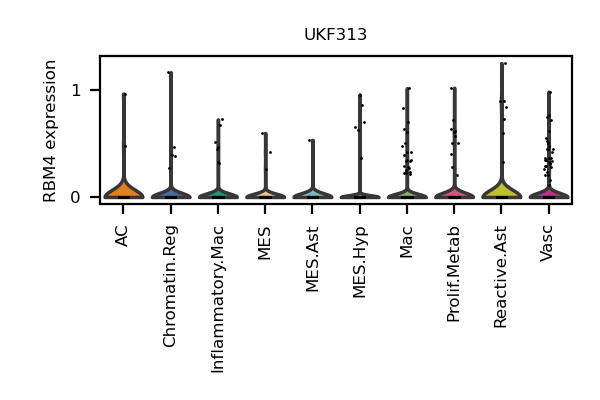 UKF313
RBM4 expression
1
0
AC
Chromatin.Reg
Inflammatory.Mac
MES
MES.Ast
MES.Hyp
Mac
Prolif.Metab
Reactive.Ast
Vasc